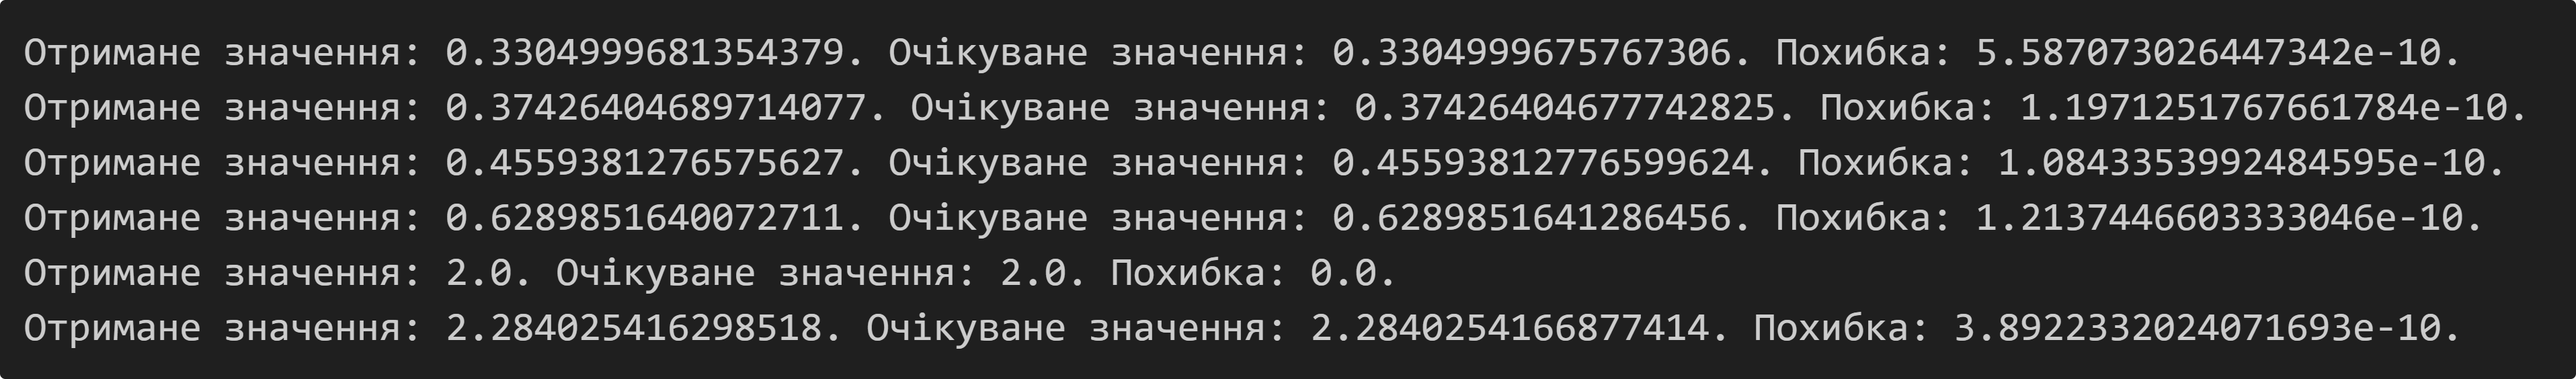 Отримане значення: 0.3304999681354379. Очікуване значення: 0.3304999675767306. Похибка: 5.587073026447342e-10.
Отримане значення: 0.37426404689714077. Очікуване значення: 0.37426404677742825. Похибка: 1.1971251767661784e-10.
Отримане значення: 0.4559381276575627. Очікуване значення: 0.45593812776599624. Похибка: 1.0843353992484595e-10.
Отримане значення: 0.6289851640072711. Очікуване значення: 0.6289851641286456. Похибка: 1.2137446603333046e-10.
Отримане значення: 2.0. Очікуване значення: 2.0. Похибка: 0.0.
Отримане значення: 2.284025416298518. Очікуване значення: 2.2840254166877414. Похибка: 3.8922332024071693e-10.